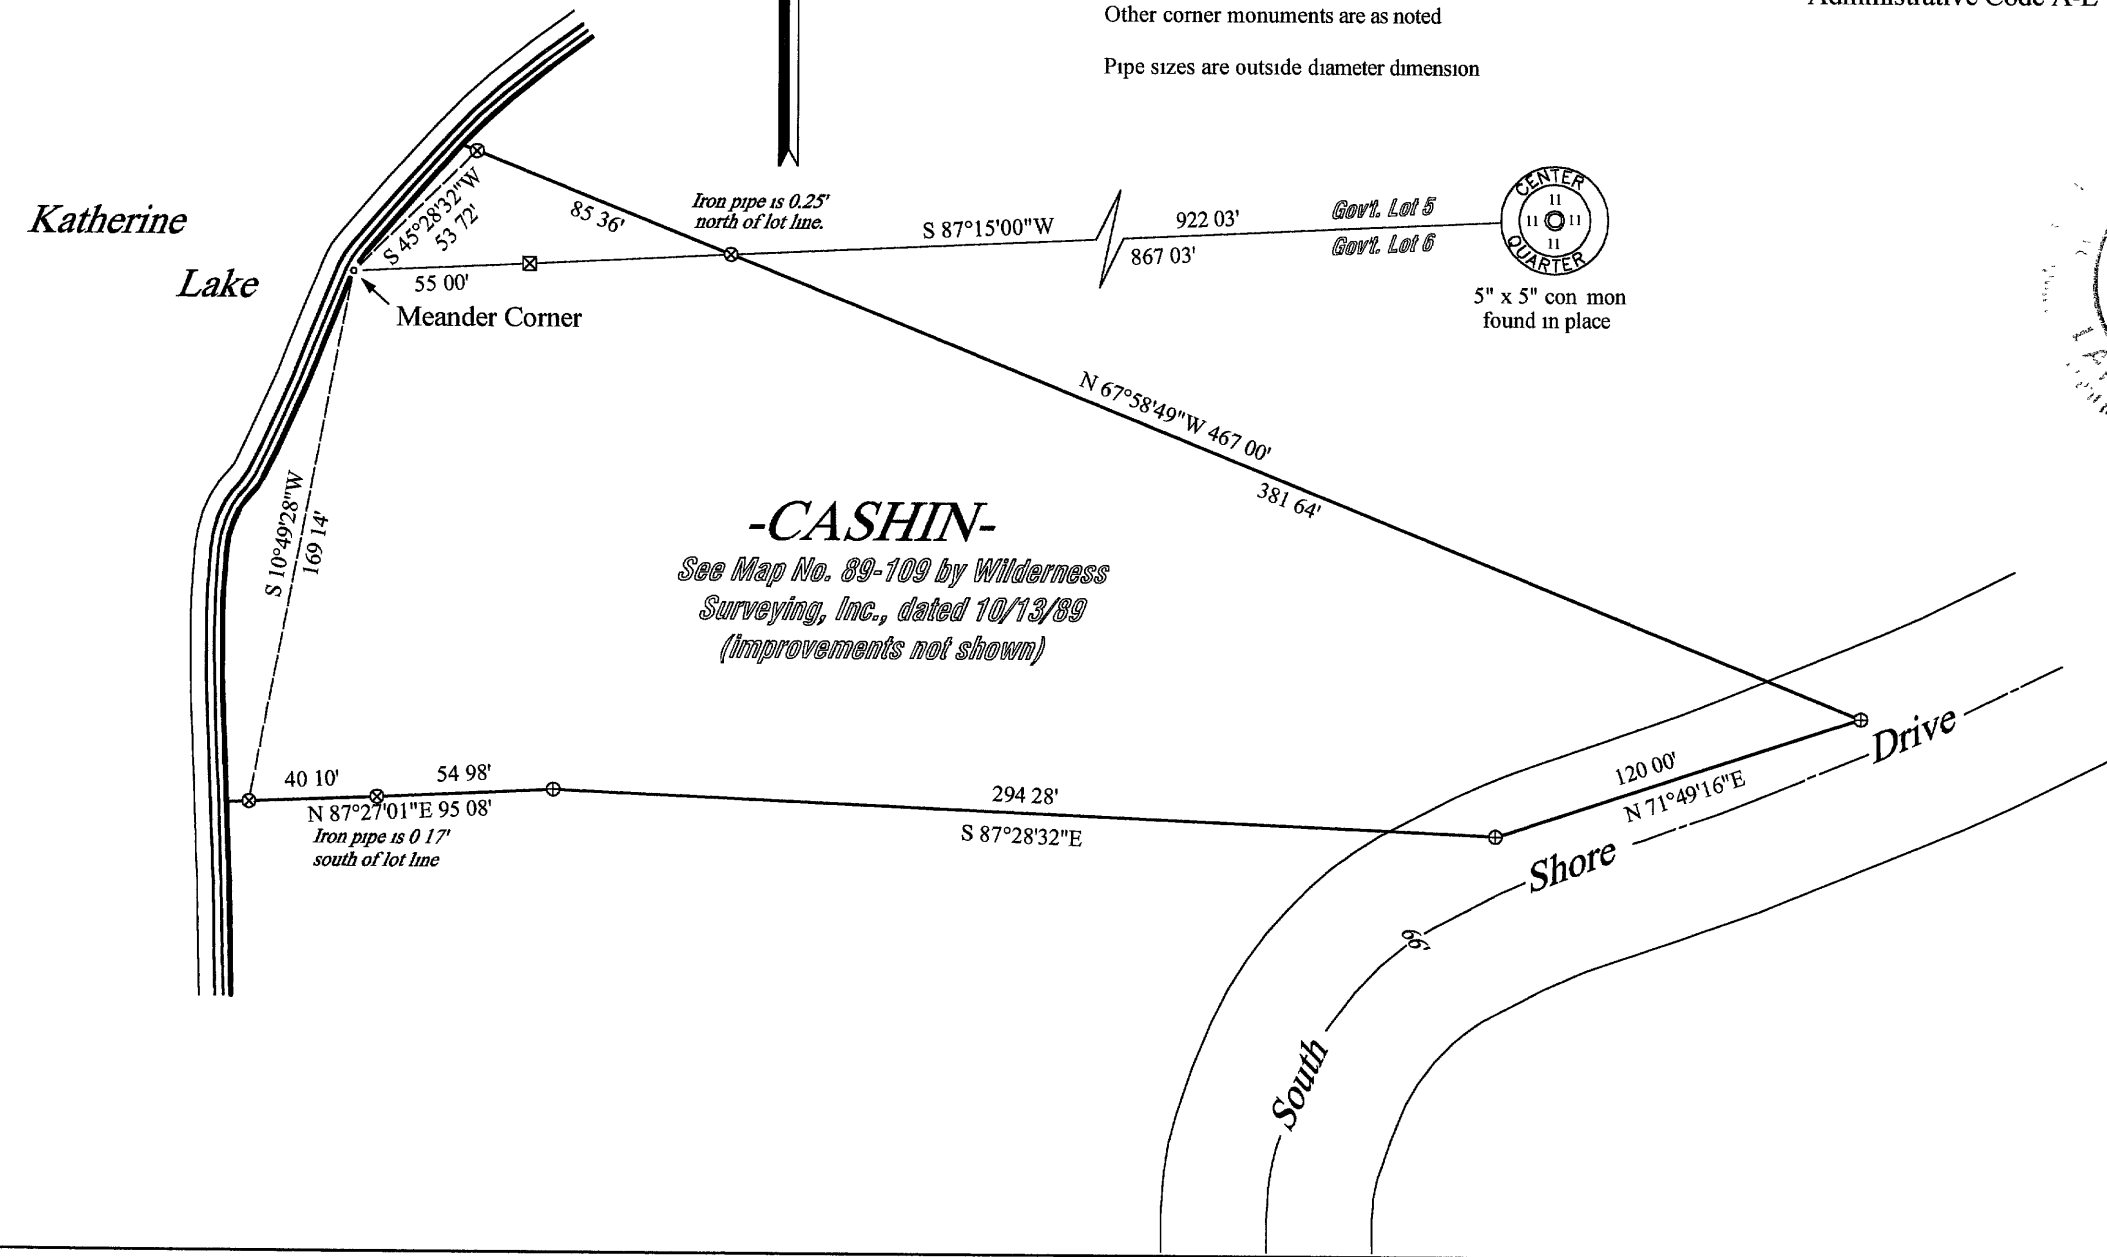 Other corner monuments are as noted
Pipe sizes are outside diameter dimension
Katherine
Lake
S 45°28'32"W
53 72'
85 36'
Iron pipe is 0.25'
north of lot line.
S 87°15'00"W
922 03'
867 03'
Gov't. Lot 5
Gov't. Lot 6
CENTER
11
11 11
11
QUARTER
5" x 5" con mon
found in place
55 00'
Meander Corner
N 67°58'49"W 467 00'
381 64'
S 10°49'28"W
169 14'
-CASHIN-
See Map No. 89-109 by Wilderness
Surveying, Inc., dated 10/13/89
(improvements not shown)
40 10'
54 98'
N 87°27'01"E 95 08'
Iron pipe is 0 17'
south of lot line
294 28'
S 87°28'32"E
120 00'
N 71°49'16"E
South Shore Drive
66'